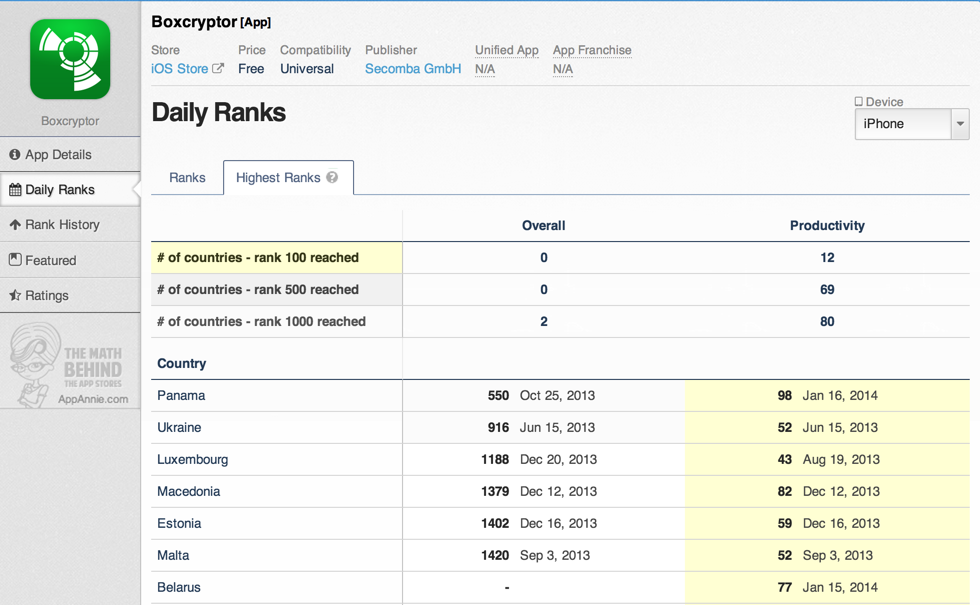 Boxcryptor [App]
Store Price Compatibility Publisher Unified App App Franchise
iOS Store Free Universal Secomba GmbH N/A N/A
Boxcryptor
App Details
Daily Ranks
Rank History
Featured
Ratings
THE MATH
BEHIND
THE APP STORES
AppAnnie.com
Daily Ranks
Device
iPhone
Ranks Highest Ranks ?
Overall Productivity
# of countries - rank 100 reached 0 12
# of countries - rank 500 reached 0 69
# of countries - rank 1000 reached 2 80
Country
Panama 550 Oct 25, 2013 98 Jan 16, 2014
Ukraine 916 Jun 15, 2013 52 Jun 15, 2013
Luxembourg 1188 Dec 20, 2013 43 Aug 19, 2013
Macedonia 1379 Dec 12, 2013 82 Dec 12, 2013
Estonia 1402 Dec 16, 2013 59 Dec 16, 2013
Malta 1420 Sep 3, 2013 52 Sep 3, 2013
Belarus - 77 Jan 15, 2014